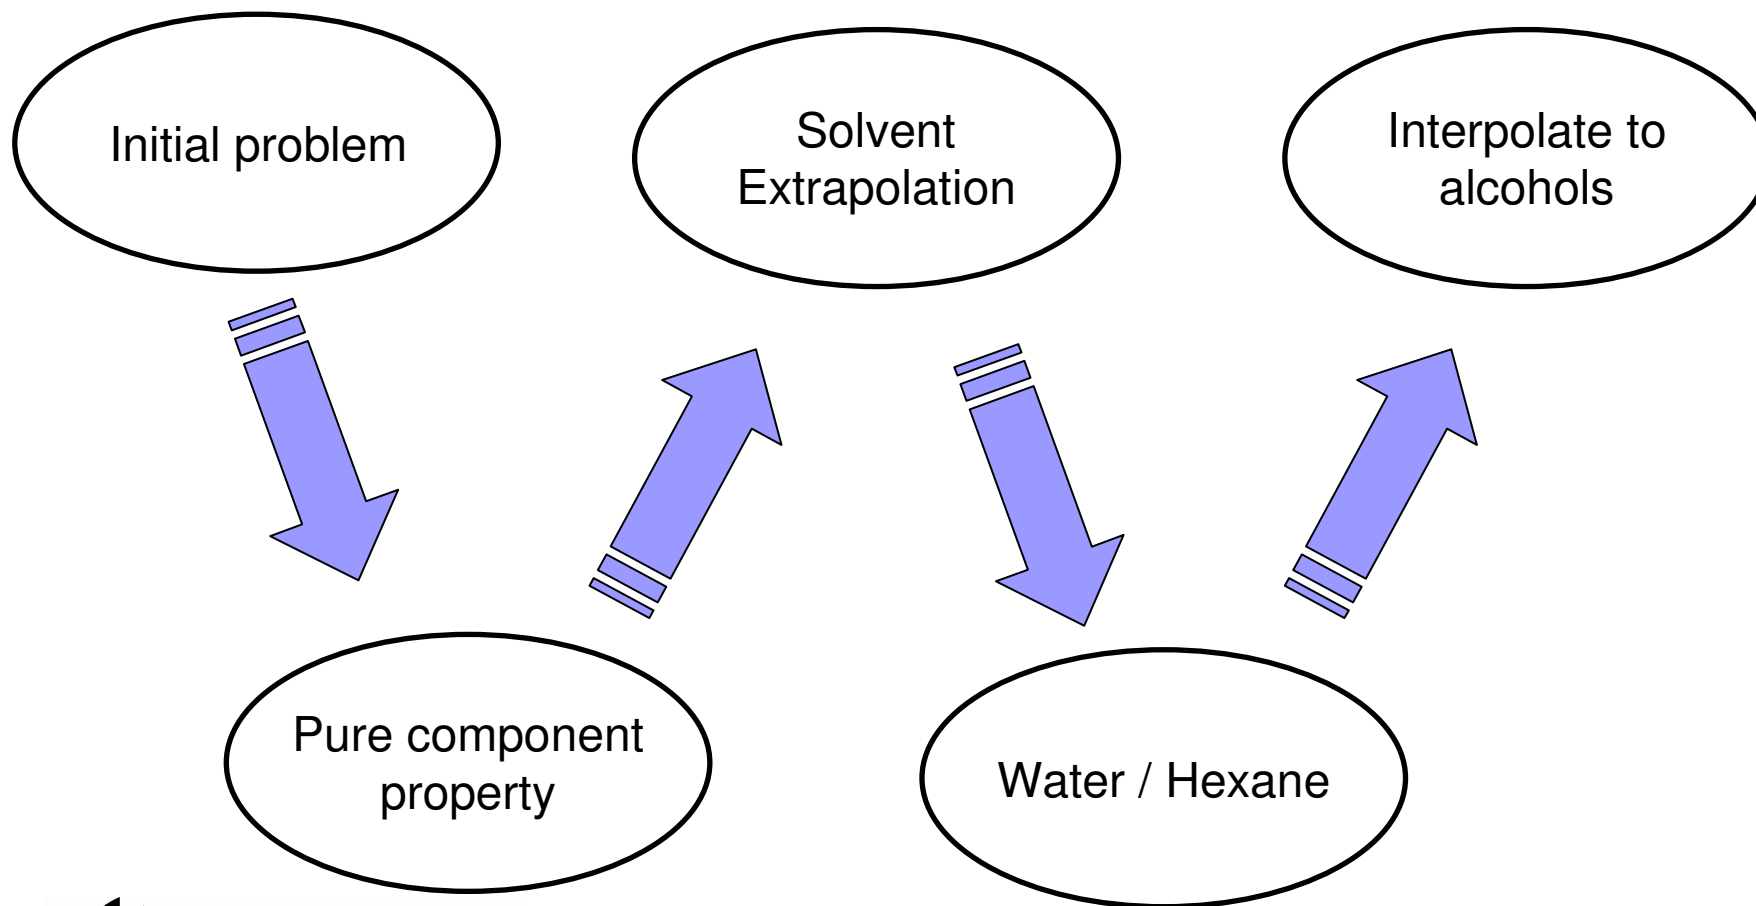 Initial problem
Solvent
Extrapolation
Interpolate to
alcohols
Pure component
property
Water / Hexane